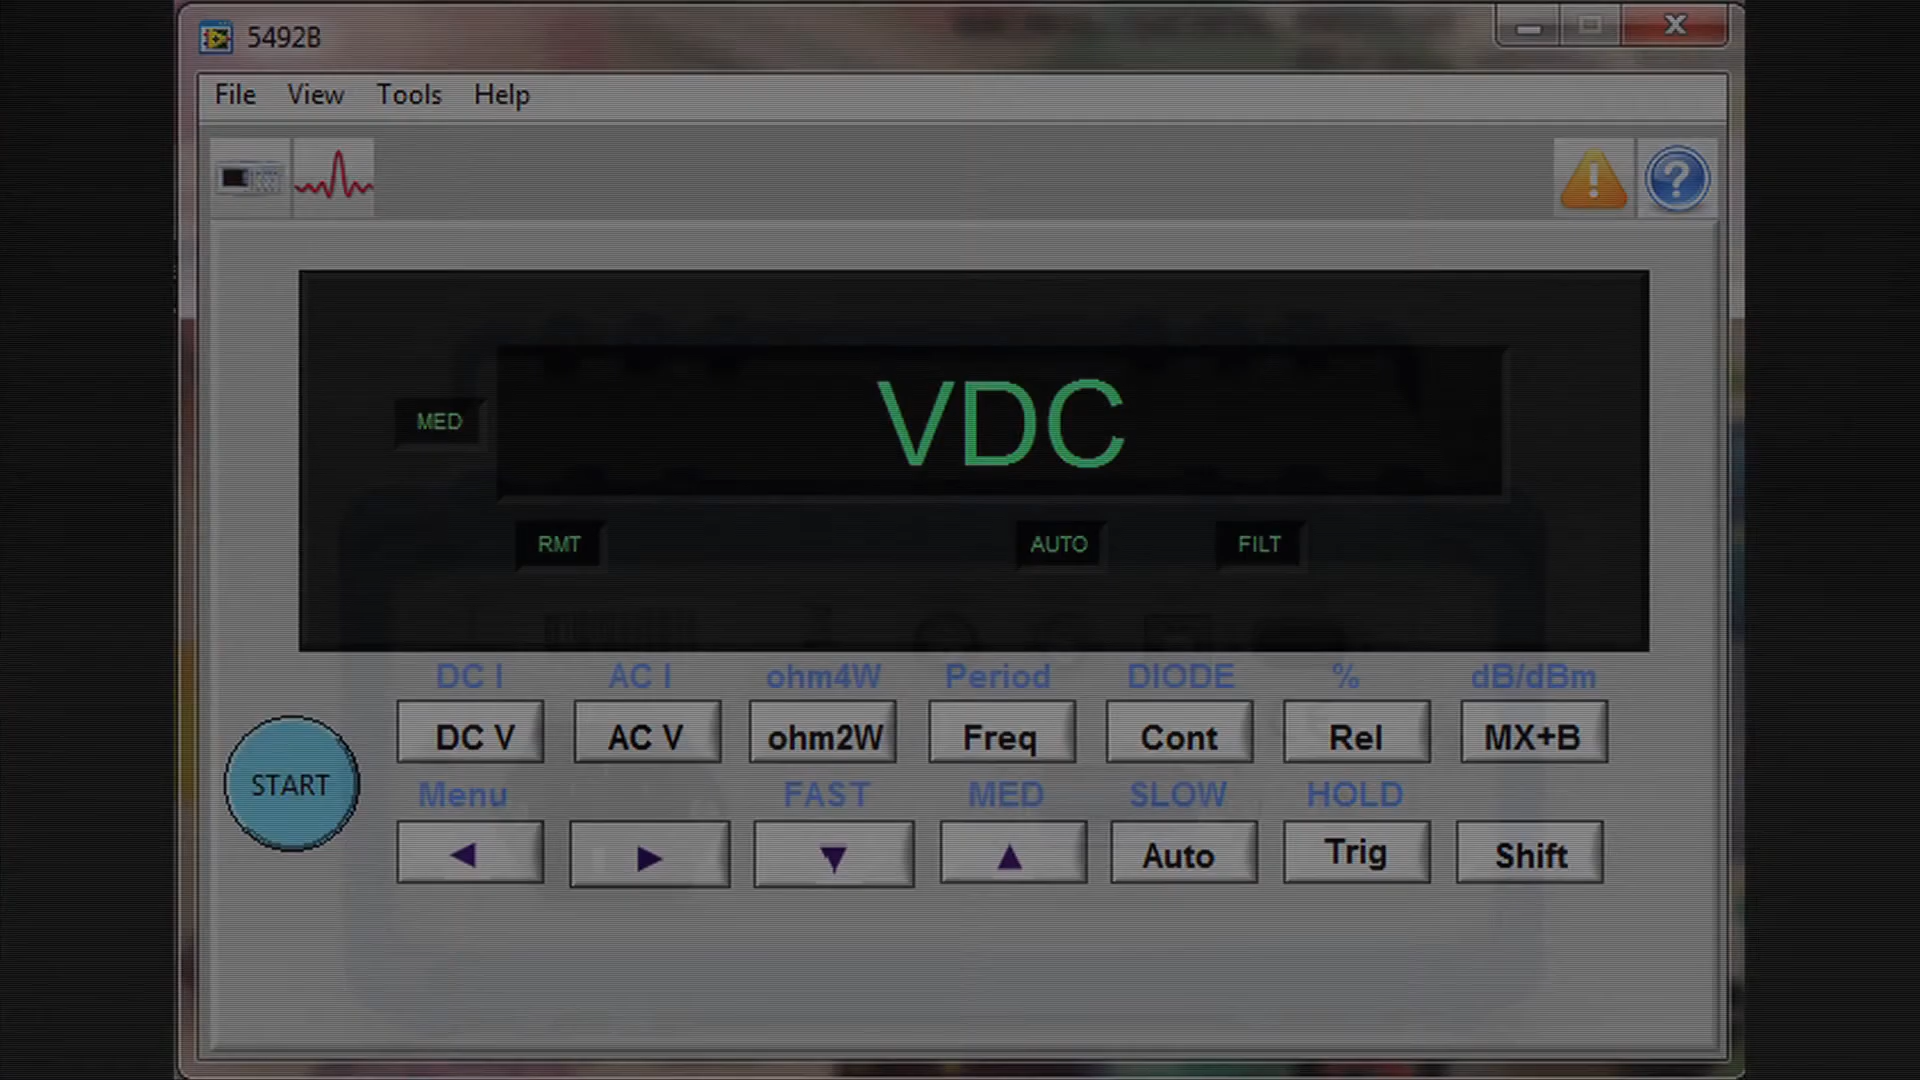 5492B
File View Tools Help
VDC
MED
RMT AUTO FILT
DC I AC I ohm4W Period DIODE % dB/dBm
DC V AC V ohm2W Freq Cont Rel MX+B
START
Menu FAST MED SLOW HOLD
Auto Trig Shift